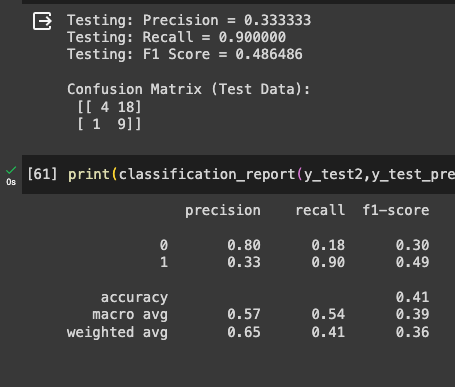 Testing: Precision = 0.333333
Testing: Recall = 0.900000
Testing: F1 Score = 0.486486
Confusion Matrix (Test Data):
[[ 4 18]
[ 1 9]]
[61] print(classification_report(y_test2,y_test_pre
0s
precision recall f1-score
0 0.80 0.18 0.30
1 0.33 0.90 0.49
accuracy 0.41
macro avg 0.57 0.54 0.39
weighted avg 0.65 0.41 0.36